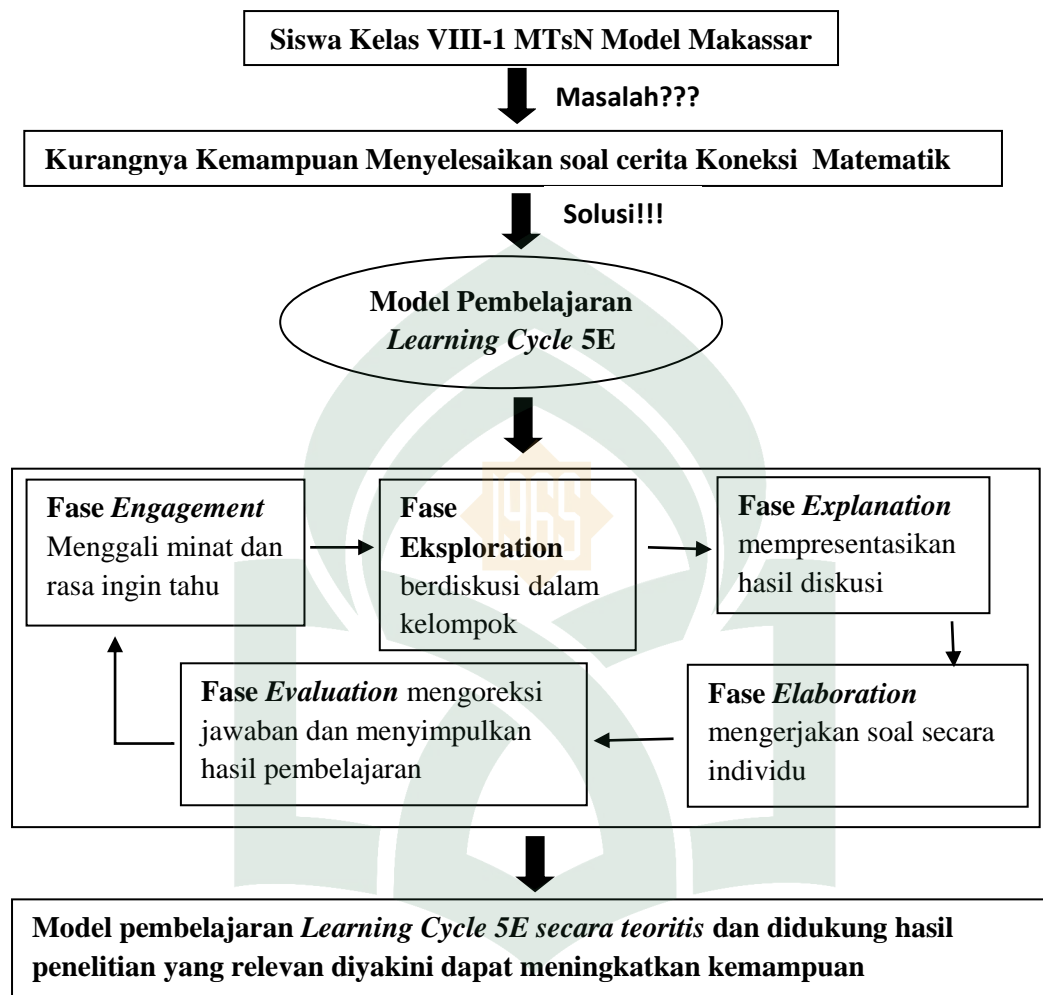 Siswa Kelas VIII-1 MTsN Model Makassar
Masalah???
Kurangnya Kemampuan Menyelesaikan soal cerita Koneksi Matematik
Solusi!!!
Model Pembelajaran
Learning Cycle 5E
Fase Engagement
Menggali minat dan
rasa ingin tahu
Fase
Eksploration
berdiskusi dalam
kelompok
Fase Explanation
mempresentasikan
hasil diskusi
Fase Elaboration
mengerjakan soal secara
individu
Fase Evaluation mengoreksi
jawaban dan menyimpulkan
hasil pembelajaran
1965
Model pembelajaran Learning Cycle 5E secara teoritis dan didukung hasil
penelitian yang relevan diyakini dapat meningkatkan kemampuan